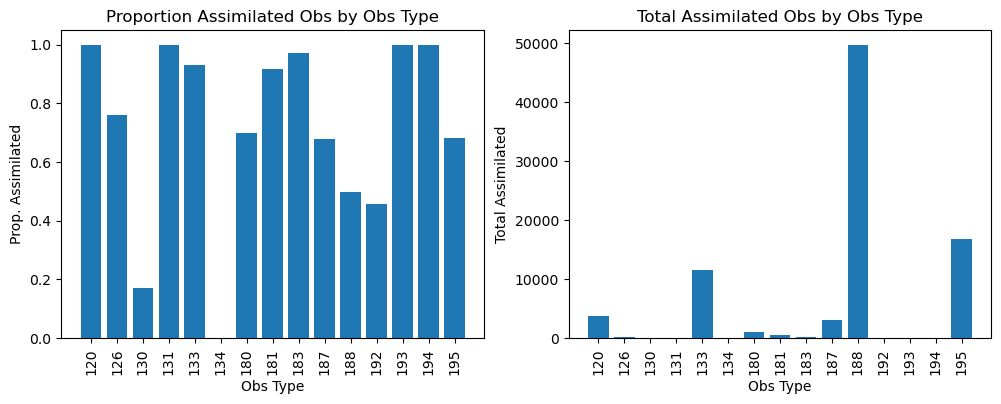 Proportion Assimilated Obs by Obs Type
Prop. Assimilated
1.0
0.8
0.6
0.4
0.2
0.0
120 126 130 131 133 134 180 181 183 187 188 192 193 194 195
Obs Type
Total Assimilated Obs by Obs Type
Total Assimilated
50000
40000
30000
20000
10000
0
120 126 130 131 133 134 180 181 183 187 188 192 193 194 195
Obs Type